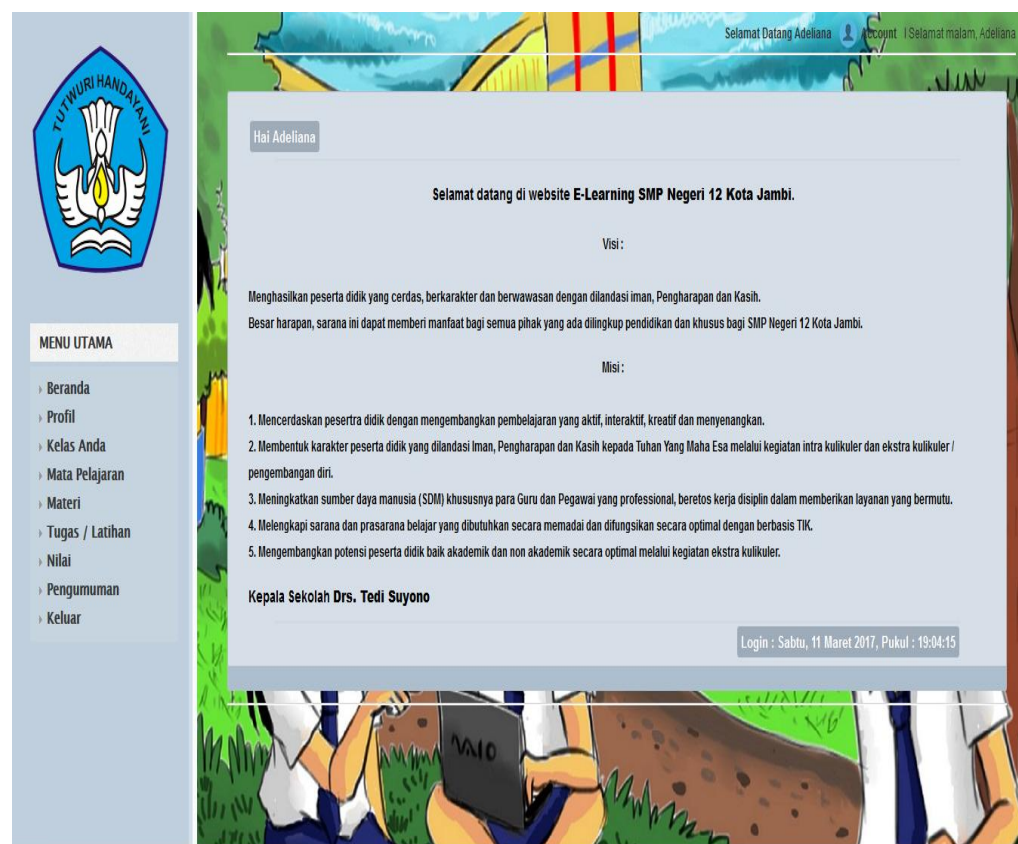 Selamat Datang Adeliana Account | Selamat malam, Adeliana
TUTWURI HANDAYANI
MENU UTAMA
Beranda
Profil
Kelas Anda
Mata Pelajaran
Materi
Tugas / Latihan
Nilai
Pengumuman
Keluar
Hai Adeliana
Selamat datang di website E-Learning SMP Negeri 12 Kota Jambi.
Visi :
Menghasilkan peserta didik yang cerdas, berkarakter dan berwawasan dengan dilandasi iman, Pengharapan dan Kasih.
Besar harapan, sarana ini dapat memberi manfaat bagi semua pihak yang ada dilingkup pendidikan dan khusus bagi SMP Negeri 12 Kota Jambi.
Misi :
1. Mencerdaskan pesertra didik dengan mengembangkan pembelajaran yang aktif, interaktif, kreatif dan menyenangkan.
2. Membentuk karakter peserta didik yang dilandasi Iman, Pengharapan dan Kasih kepada Tuhan Yang Maha Esa melalui kegiatan intra kulikuler dan ekstra kulikuler /
pengembangan diri.
3. Meningkatkan sumber daya manusia (SDM) khususnya para Guru dan Pegawai yang professional, beretos kerja disiplin dalam memberikan layanan yang bermutu.
4. Melengkapi sarana dan prasarana belajar yang dibutuhkan secara memadai dan difungsikan secara optimal dengan berbasis TIK.
5. Mengembangkan potensi peserta didik baik akademik dan non akademik secara optimal melalui kegiatan ekstra kulikuler.
Kepala Sekolah Drs. Tedi Suyono
Login : Sabtu, 11 Maret 2017, Pukul : 19:04:15
VAIO